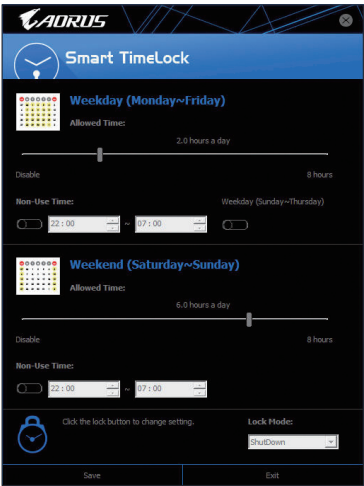 AORUS
Smart TimeLock
Weekday (Monday~Friday)
Allowed Time:
2.0 hours a day
Disable 8 hours
Non-Use Time: Weekday (Sunday~Thursday)
22 : 00 ~ 07 : 00
Weekend (Saturday~Sunday)
Allowed Time:
6.0 hours a day
Disable 8 hours
Non-Use Time:
22 : 00 ~ 07 : 00
Click the lock button to change setting. Lock Mode:
ShutDown
Save Exit